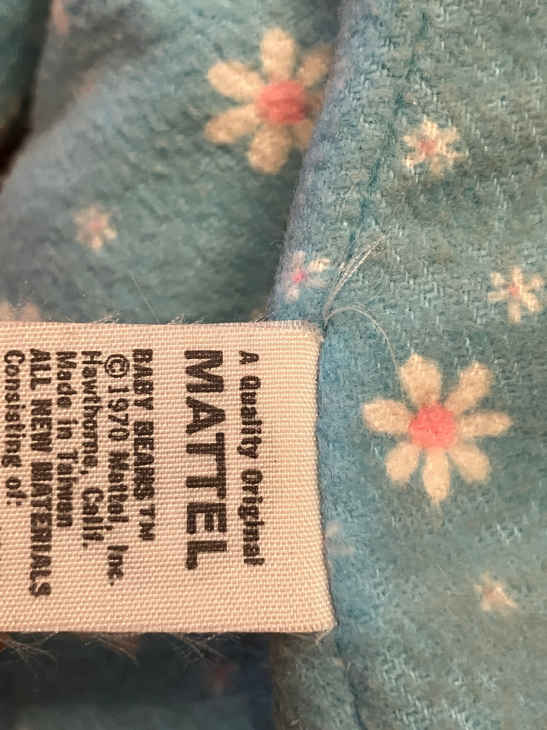 A Quality Original
MATTEL
BABY BEANS TM
© 1970 Mattel, Inc.
Hawthorne, Calif.
Made in Taiwan
ALL NEW MATERIALS
Consisting of: